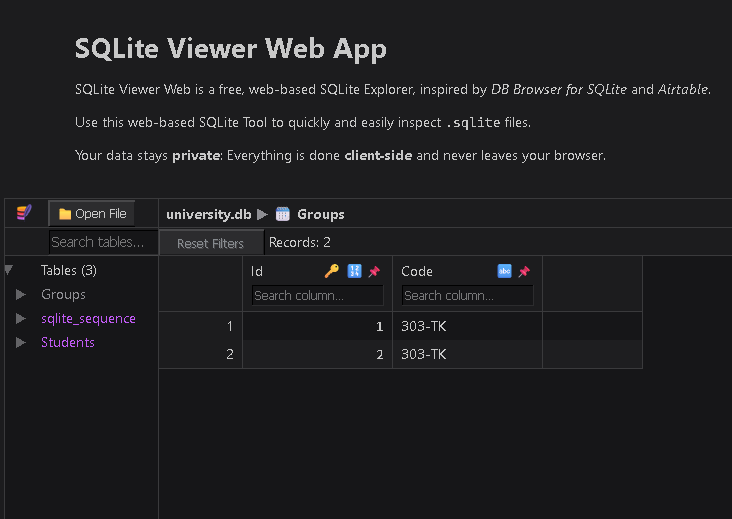 SQLite Viewer Web App
SQLite Viewer Web is a free, web-based SQLite Explorer, inspired by DB Browser for SQLite and Airtable.
Use this web-based SQLite Tool to quickly and easily inspect .sqlite files.
Your data stays private: Everything is done client-side and never leaves your browser.
Open File university.db ▶ Groups
Search tables... Reset Filters Records: 2
Tables (3) Id Code
Groups Search column... Search column...
sqlite_sequence 1 1 303-TK
Students 2 2 303-TK